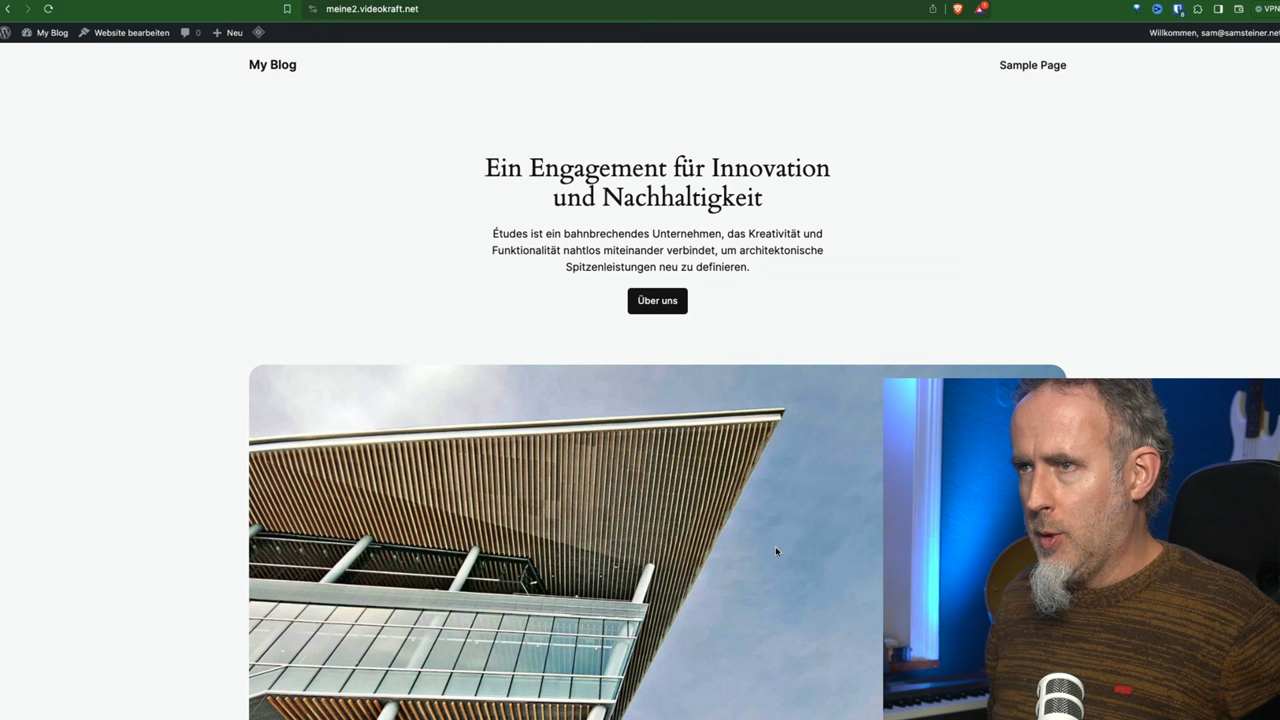 meine2.videokraft.net
VPN
My Blog
Website bearbeiten
0
Neu
Willkommen, sam@samsteiner.net
My Blog
Sample Page
Ein Engagement für Innovation
und Nachhaltigkeit
Études ist ein bahnbrechendes Unternehmen, das Kreativität und
Funktionalität nahtlos miteinander verbindet, um architektonische
Spitzenleistungen neu zu definieren.
Über uns